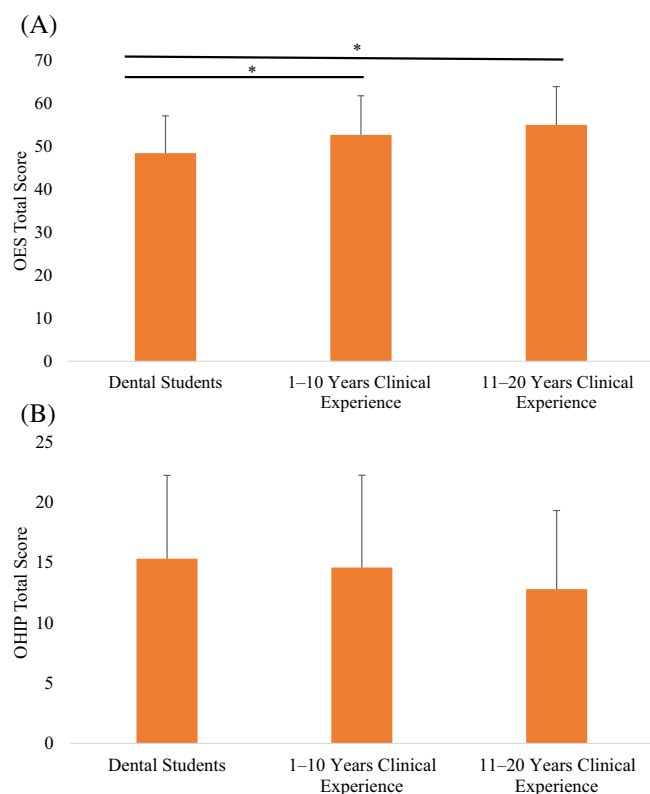 (A)
OES Total Score
70
60
50
40
30
20
10
0
*
*
Dental Students
1–10 Years Clinical
Experience
11–20 Years Clinical
Experience
(B)
OHIP Total Score
25
20
15
10
5
0
Dental Students
1–10 Years Clinical
Experience
11–20 Years Clinical
Experience